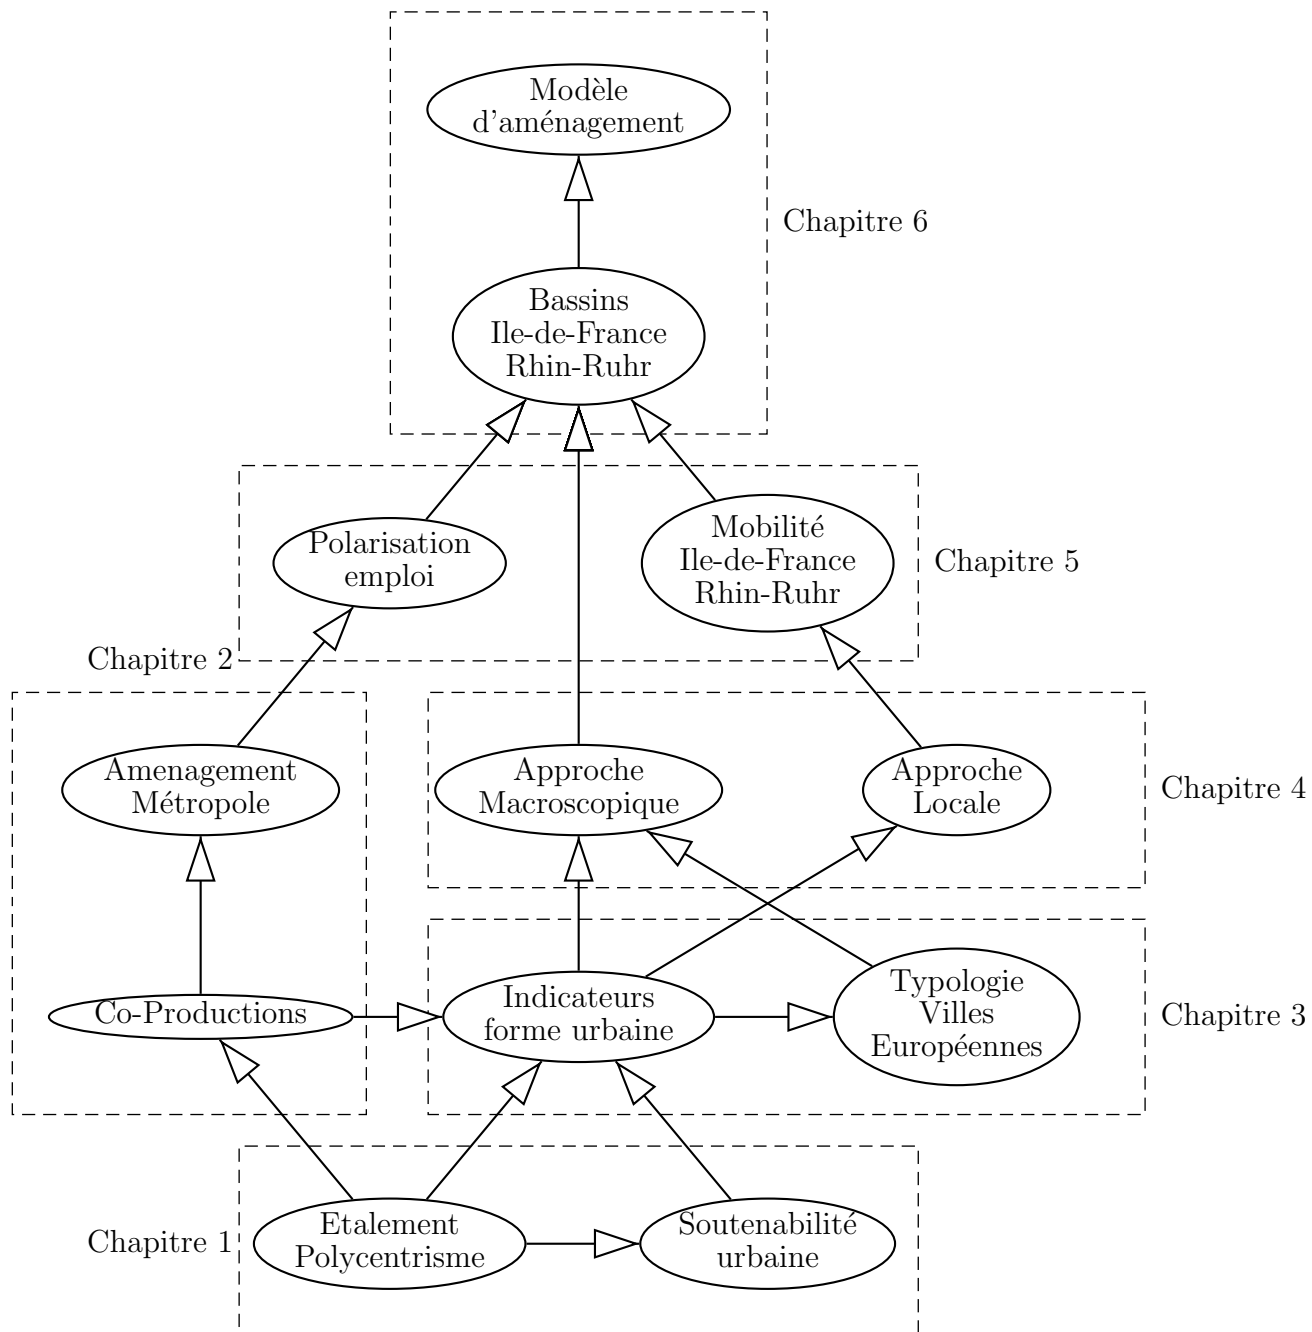 Modèle
d'aménagement
Chapitre 6
Bassins
Ile-de-France
Rhin-Ruhr
Polarisation
emploi
Mobilité
Ile-de-France
Rhin-Ruhr
Chapitre 5
Chapitre 2
Amenagement
Métropole
Approche
Macroscopique
Approche
Locale
Chapitre 4
Co-Productions
Indicateurs
forme urbaine
Typologie
Villes
Européennes
Chapitre 3
Chapitre 1
Etalement
Polycentrisme
Soutenabilité
urbaine